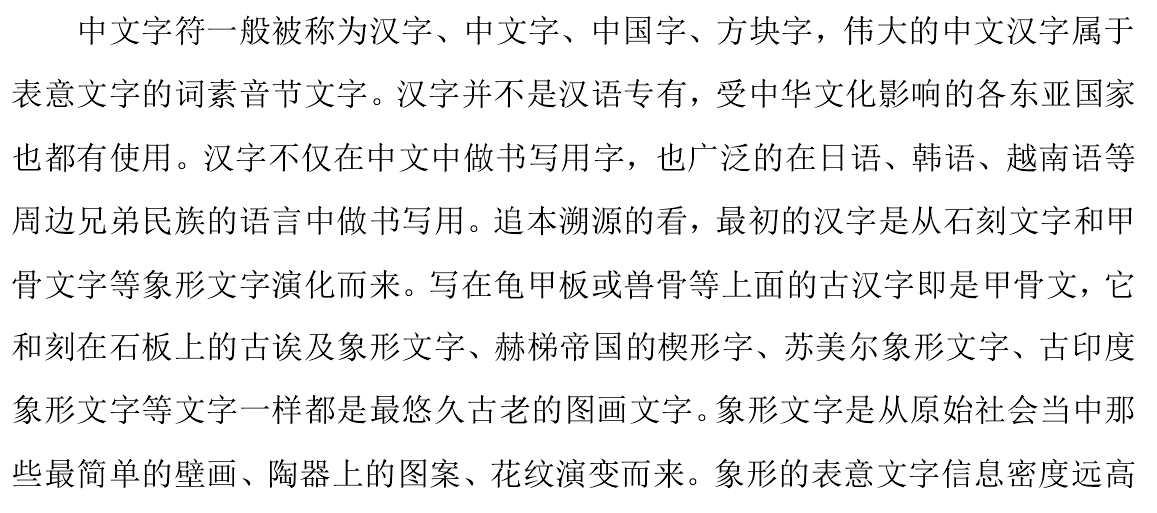 中文字符一般被称为汉字、中文字、中国字、方块字，伟大的中文汉字属于
表意文字的词素音节文字。汉字并不是汉语专有，受中华文化影响的各东亚国家
也都有使用。汉字不仅在中文中做书写用字，也广泛的在日语、韩语、越南语等
周边兄弟民族的语言中做书写用。追本溯源的看，最初的汉字是从石刻文字和甲
骨文字等象形文字演化而来。写在龟甲板或兽骨等上面的古汉字即是甲骨文，它
和刻在石板上的古诶及象形文字、赫梯帝国的楔形字、苏美尔象形文字、古印度
象形文字等文字一样都是最悠久古老的图画文字。象形文字是从原始社会当中那
些最简单的壁画、陶器上的图案、花纹演变而来。象形的表意文字信息密度远高